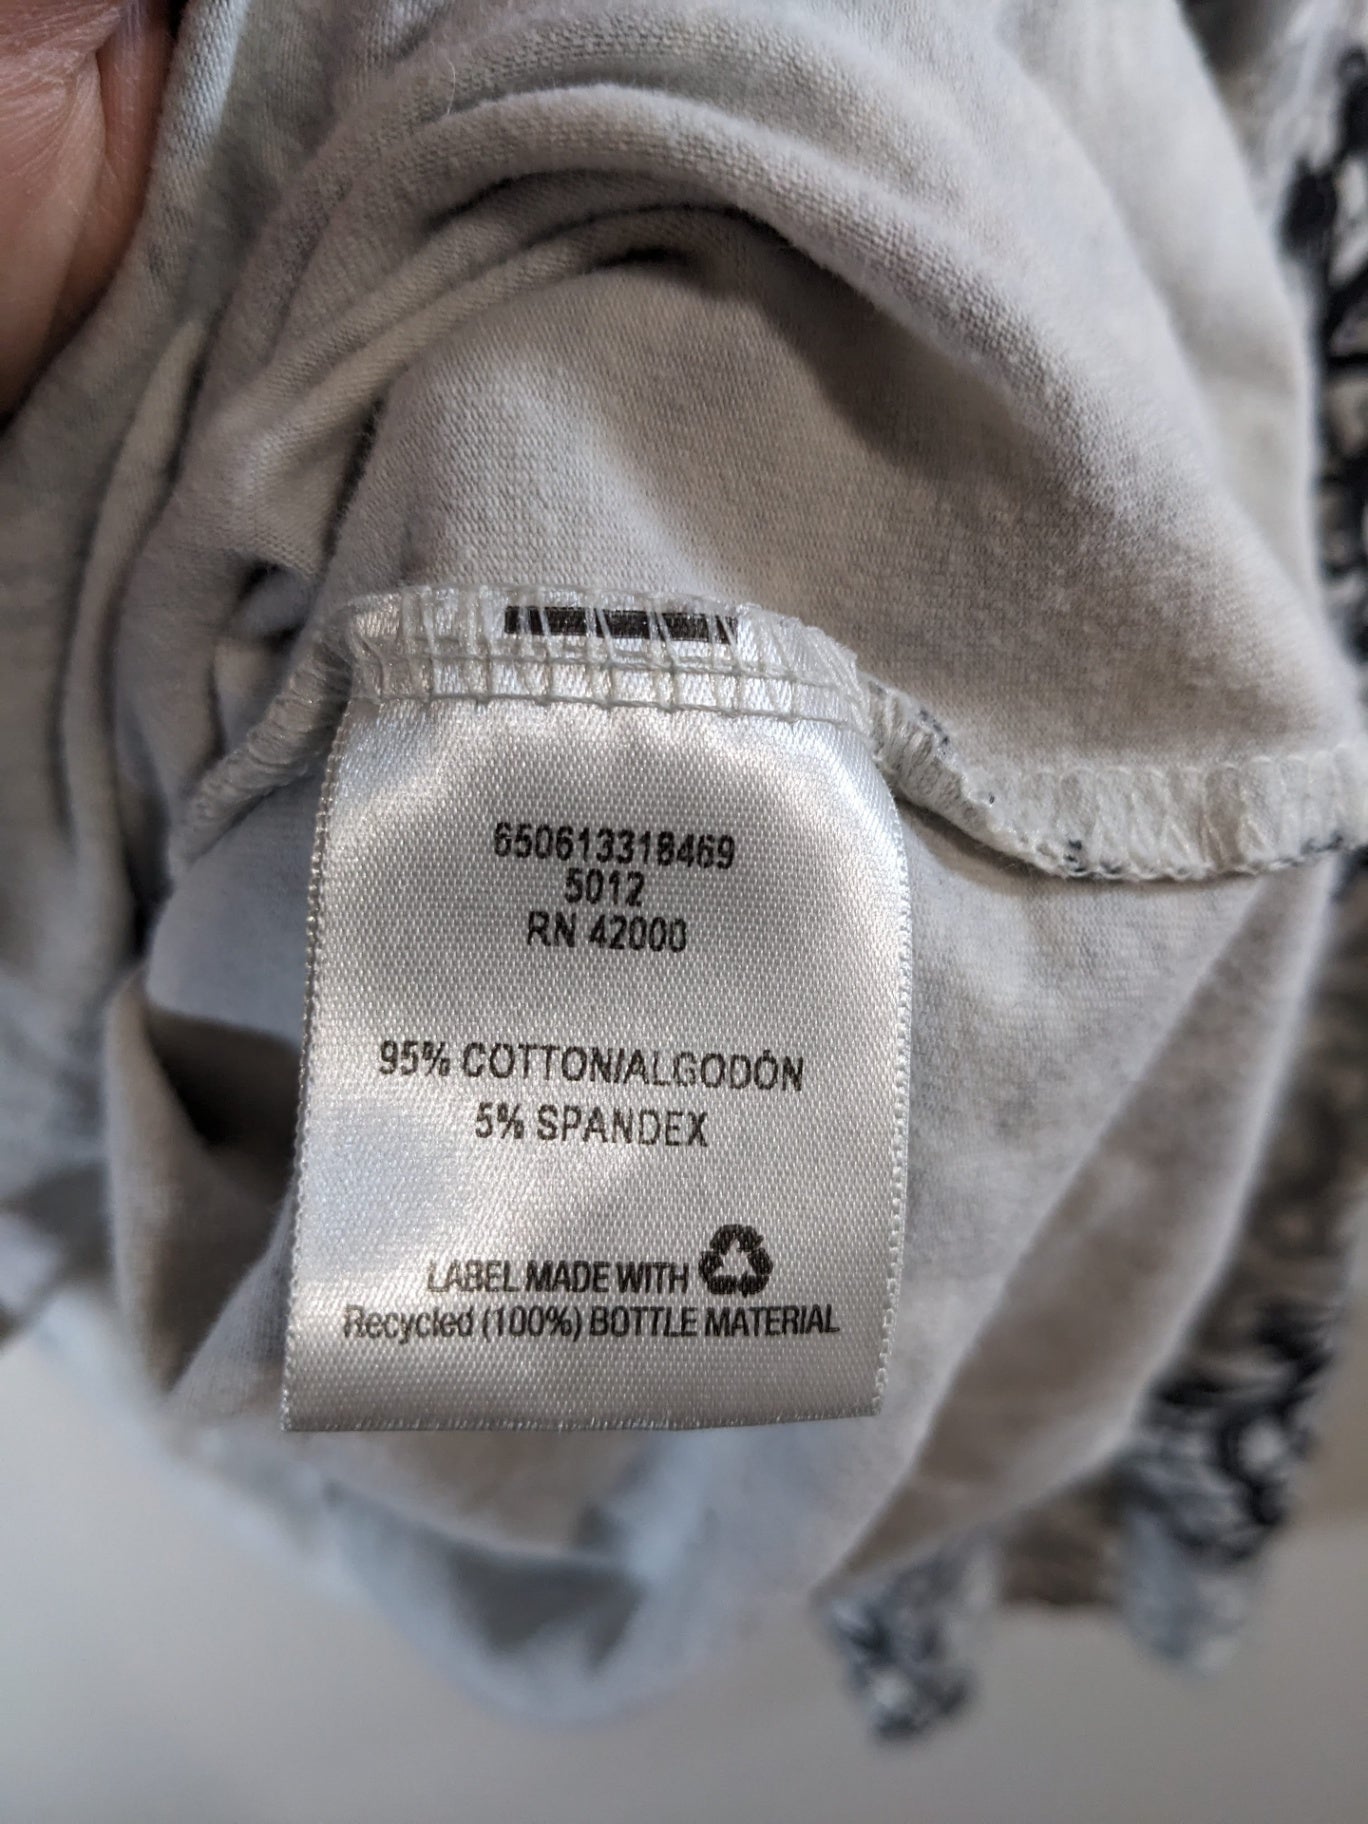 650613318469
5012
RN 42000
95% COTTON/ALGODÓN
5% SPANDEX
LABEL MADE WITH
Recycled (100%) BOTTLE MATERIAL